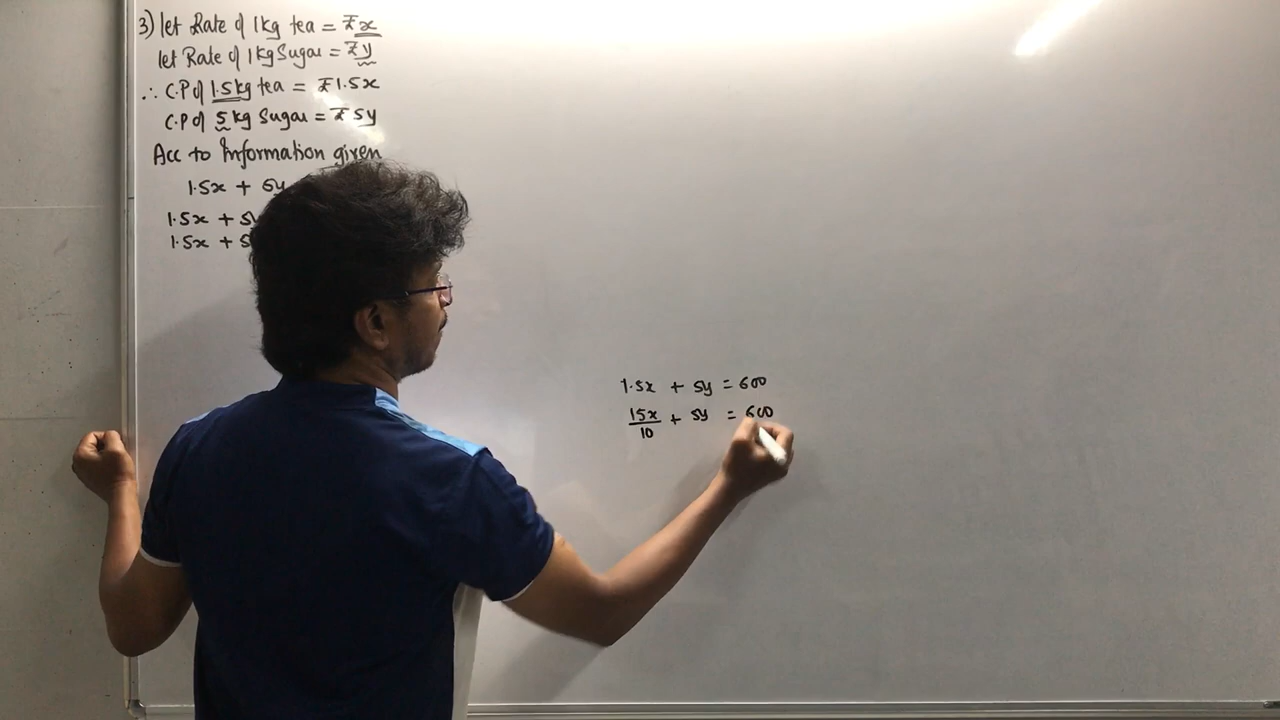 3) let Rate of 1kg tea = ₹x
let Rate of 1kg Sugar = ₹y
∴ C.P of 1.5kg tea = ₹1.5x
C.P of 5 kg Sugar = ₹5y
Acc to Information given
1.5x + 5y
1.5x + 5y
1.5x + 5
1.5x + 5y = 600
15x/10 + 5y = 600